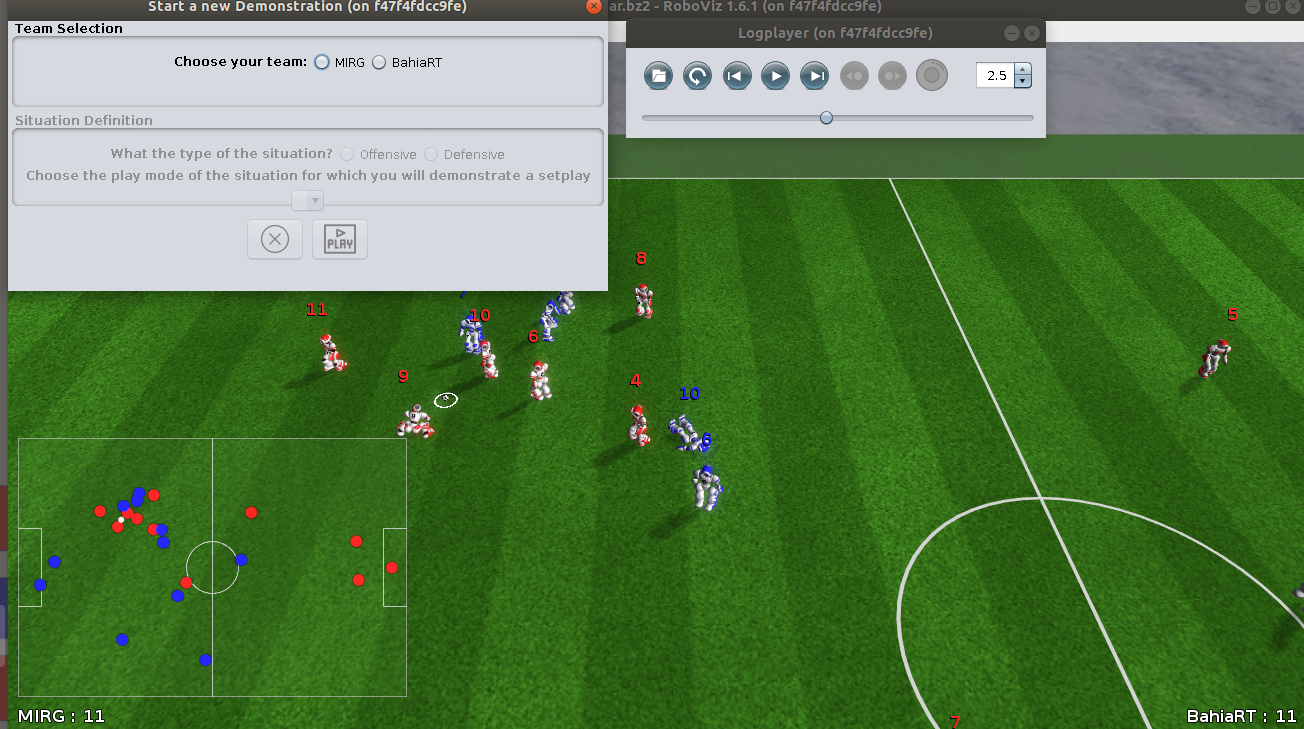 Start a new Demonstration (on f47f4fdcc9fe)
ar.bz2 - RoboViz 1.6.1 (on f47f4fdcc9fe)
Team Selection
Choose your team: MIRG BahiaRT
Situation Definition
What the type of the situation? Offensive Defensive
Choose the play mode of the situation for which you will demonstrate a setplay
PLAY
Logplayer (on f47f4fdcc9fe)
2.5
8
11
10
6
5
9
4
10
6
7
MIRG : 11
BahiaRT : 11